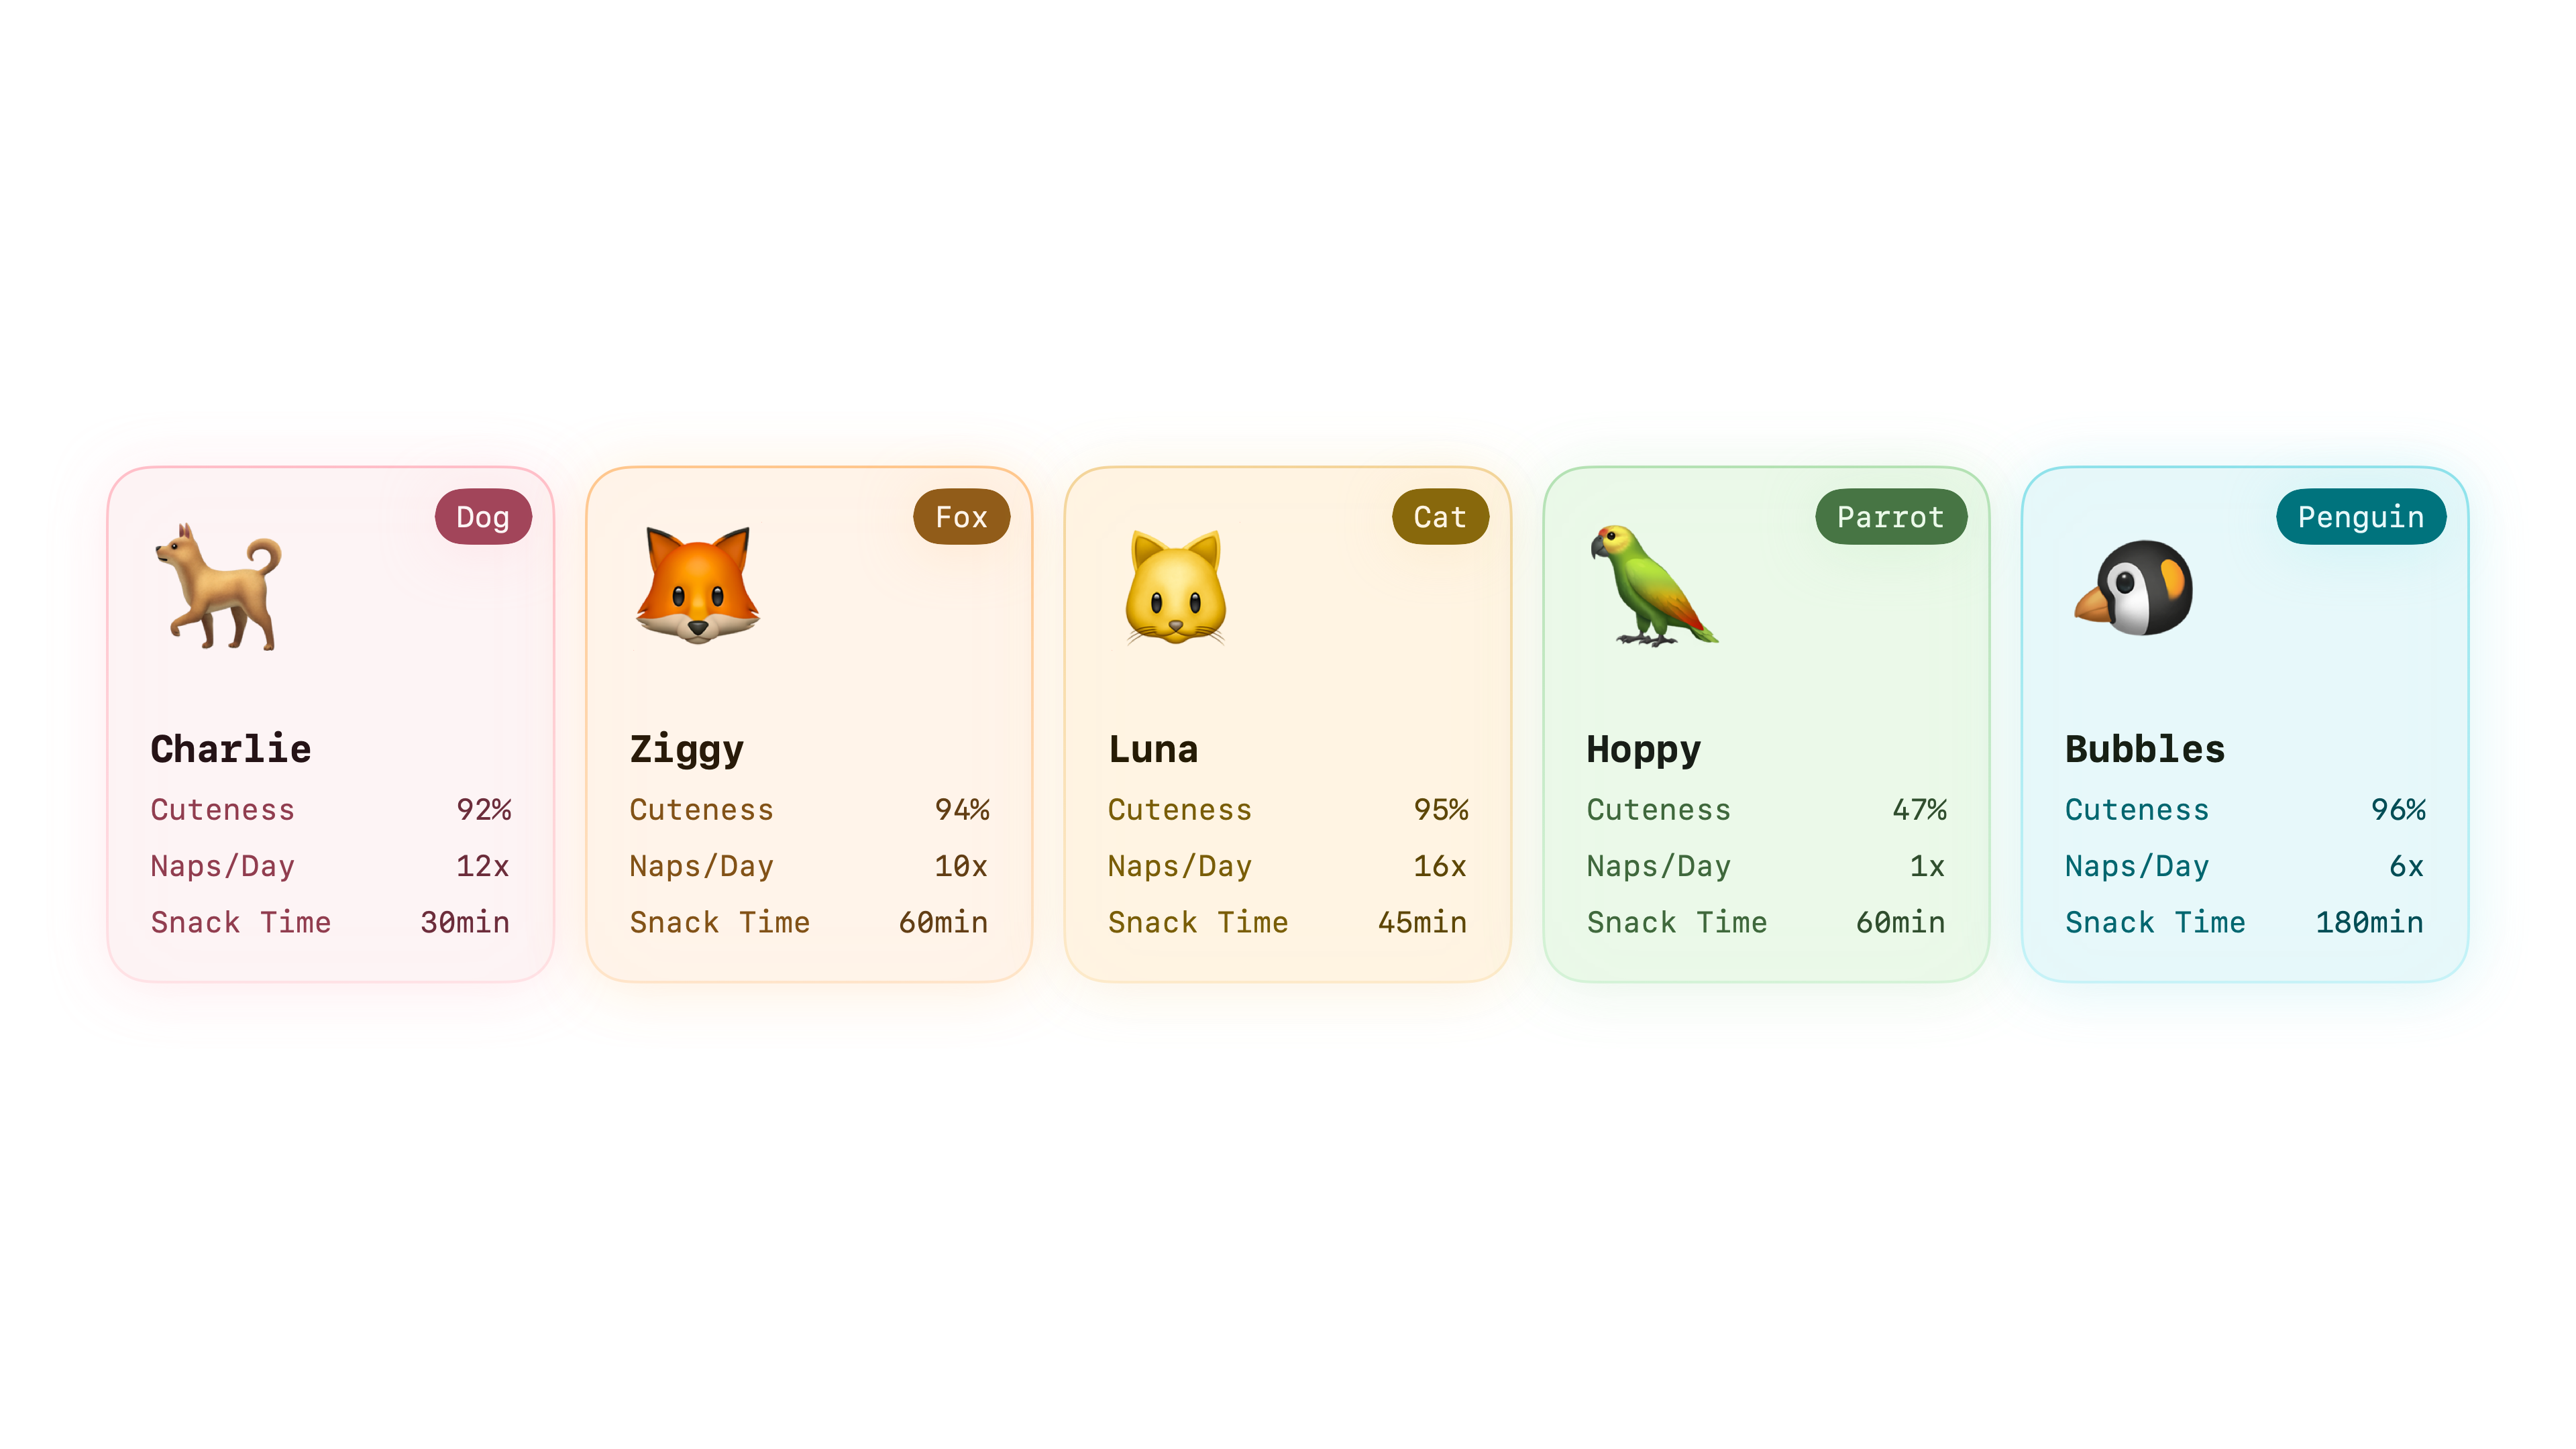 Dog
Charlie
Cuteness 92%
Naps/Day 12x
Snack Time 30min
Fox
Ziggy
Cuteness 94%
Naps/Day 10x
Snack Time 60min
Cat
Luna
Cuteness 95%
Naps/Day 16x
Snack Time 45min
Parrot
Hoppy
Cuteness 47%
Naps/Day 1x
Snack Time 60min
Penguin
Bubbles
Cuteness 96%
Naps/Day 6x
Snack Time 180min